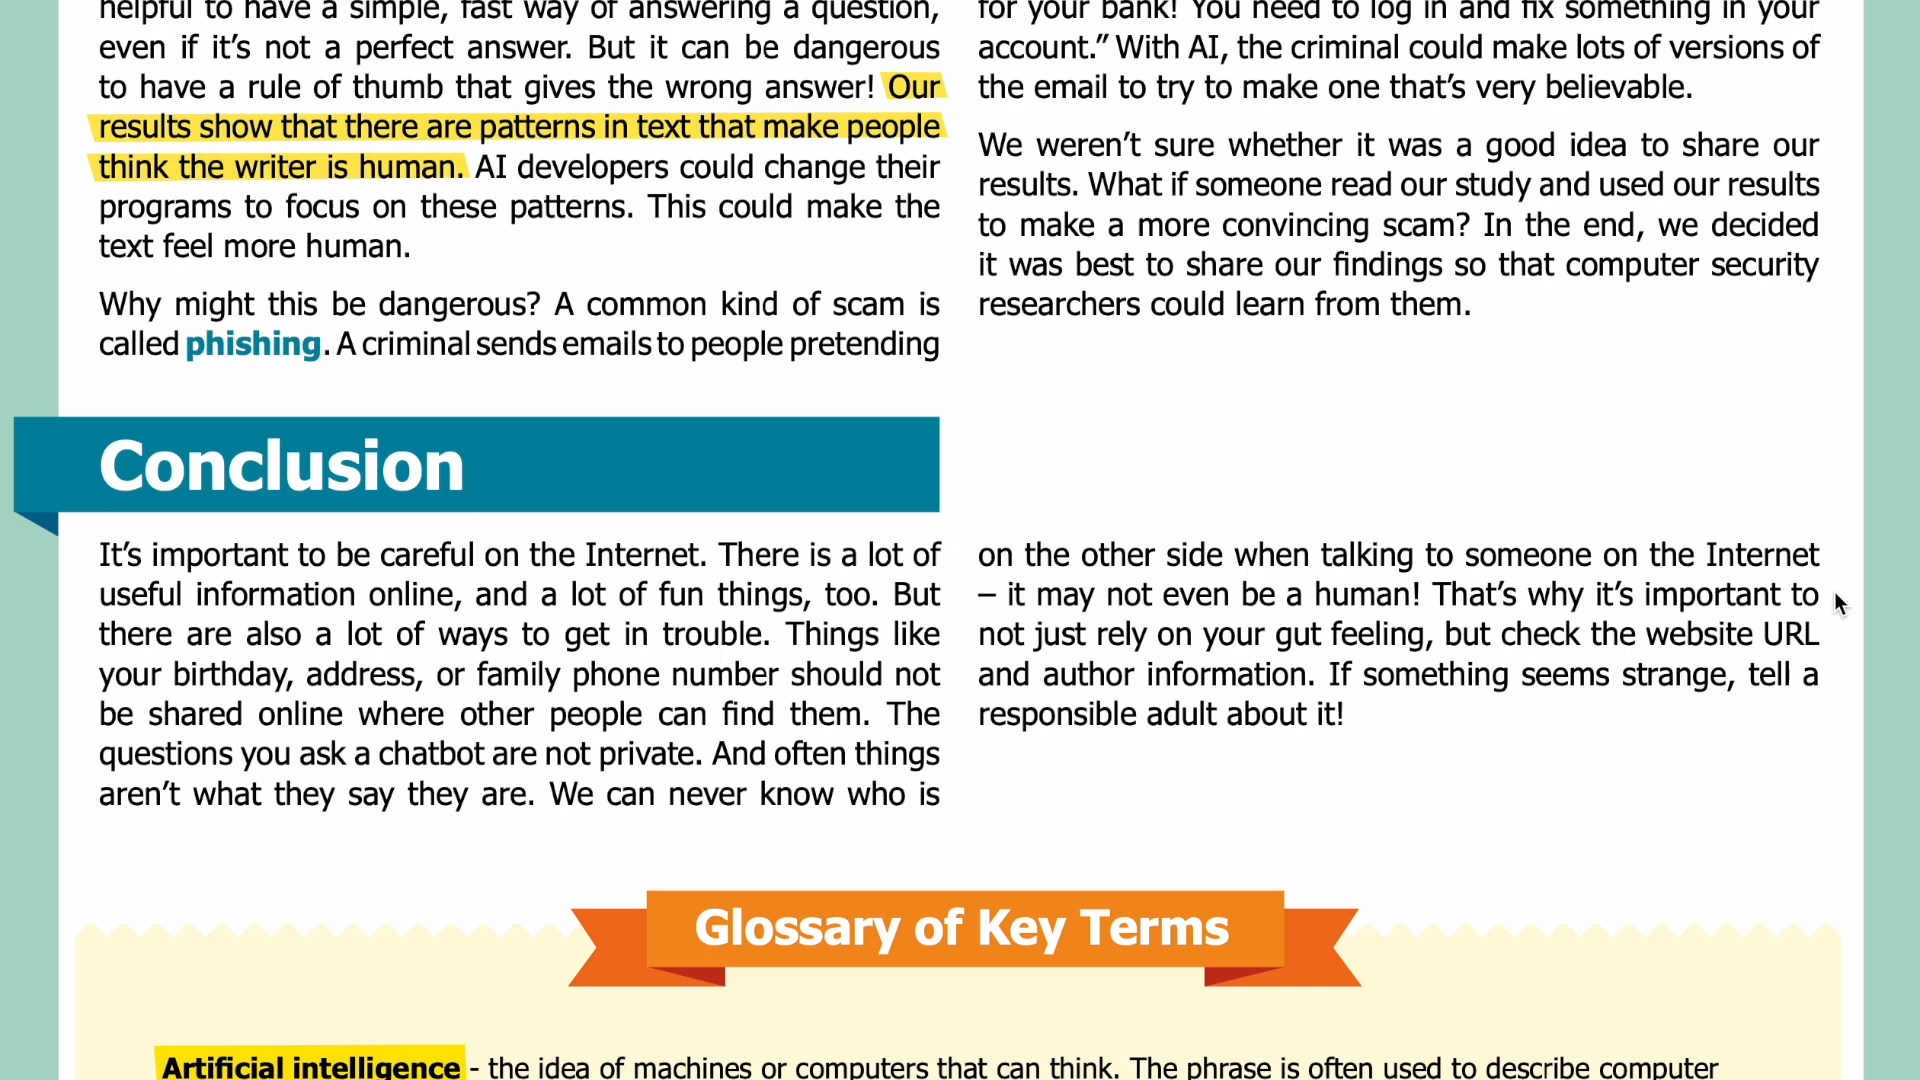 helpful to have a simple, fast way of answering a question,
even if it's not a perfect answer. But it can be dangerous
to have a rule of thumb that gives the wrong answer! Our
results show that there are patterns in text that make people
think the writer is human. AI developers could change their
programs to focus on these patterns. This could make the
text feel more human.
Why might this be dangerous? A common kind of scam is
called phishing. A criminal sends emails to people pretending
for your bank! You need to log in and fix something in your
account.” With AI, the criminal could make lots of versions of
the email to try to make one that's very believable.
We weren't sure whether it was a good idea to share our
results. What if someone read our study and used our results
to make a more convincing scam? In the end, we decided
it was best to share our findings so that computer security
researchers could learn from them.
Conclusion
It's important to be careful on the Internet. There is a lot of
useful information online, and a lot of fun things, too. But
there are also a lot of ways to get in trouble. Things like
your birthday, address, or family phone number should not
be shared online where other people can find them. The
questions you ask a chatbot are not private. And often things
aren't what they say they are. We can never know who is
on the other side when talking to someone on the Internet
– it may not even be a human! That's why it's important to
not just rely on your gut feeling, but check the website URL
and author information. If something seems strange, tell a
responsible adult about it!
Glossary of Key Terms
Artificial intelligence - the idea of machines or computers that can think. The phrase is often used to describe computer